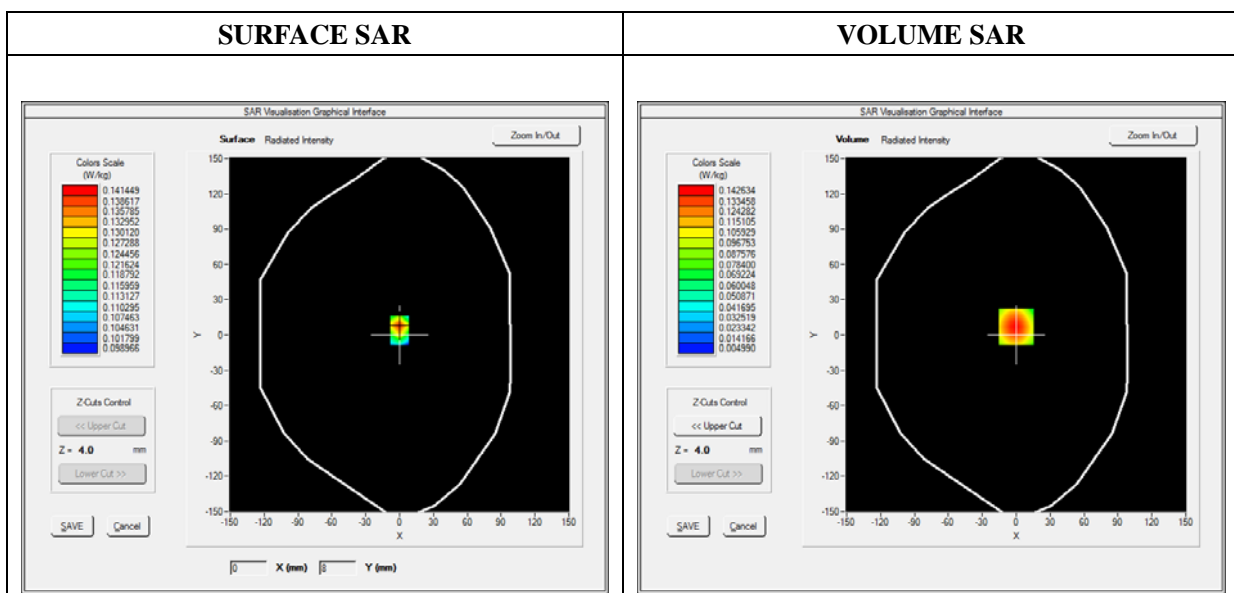 SURFACE SAR
VOLUME SAR
SAR Visualisation Graphical Interface
Surface Radiated Intensity
Zoom In/Out
Colors Scale
(W/kg)
0.141449
0.138617
0.135785
0.132952
0.130120
0.127288
0.124456
0.121624
0.118792
0.115959
0.113127
0.110295
0.107463
0.104631
0.101799
0.098966
Z-Cuts Control
<< Upper Cut
Z = 4.0 mm
Lower Cut >>
SAVE Cancel
150
120
90
60
30
0
-30
-60
-90
-120
-150
Y
-150 -120 -90 -60 -30 0 30 60 90 120 150
X
0 X (mm) 8 Y (mm)
SAR Visualisation Graphical Interface
Volume Radiated Intensity
Zoom In/Out
Colors Scale
(W/kg)
0.142634
0.133458
0.124282
0.115105
0.105929
0.096753
0.087576
0.078400
0.069224
0.060048
0.050871
0.041695
0.032519
0.023342
0.014166
0.004990
Z-Cuts Control
<< Upper Cut
Z = 4.0 mm
Lower Cut >>
SAVE Cancel
150
120
90
60
30
0
-30
-60
-90
-120
-150
Y
-150 -120 -90 -60 -30 0 30 60 90 120 150
X